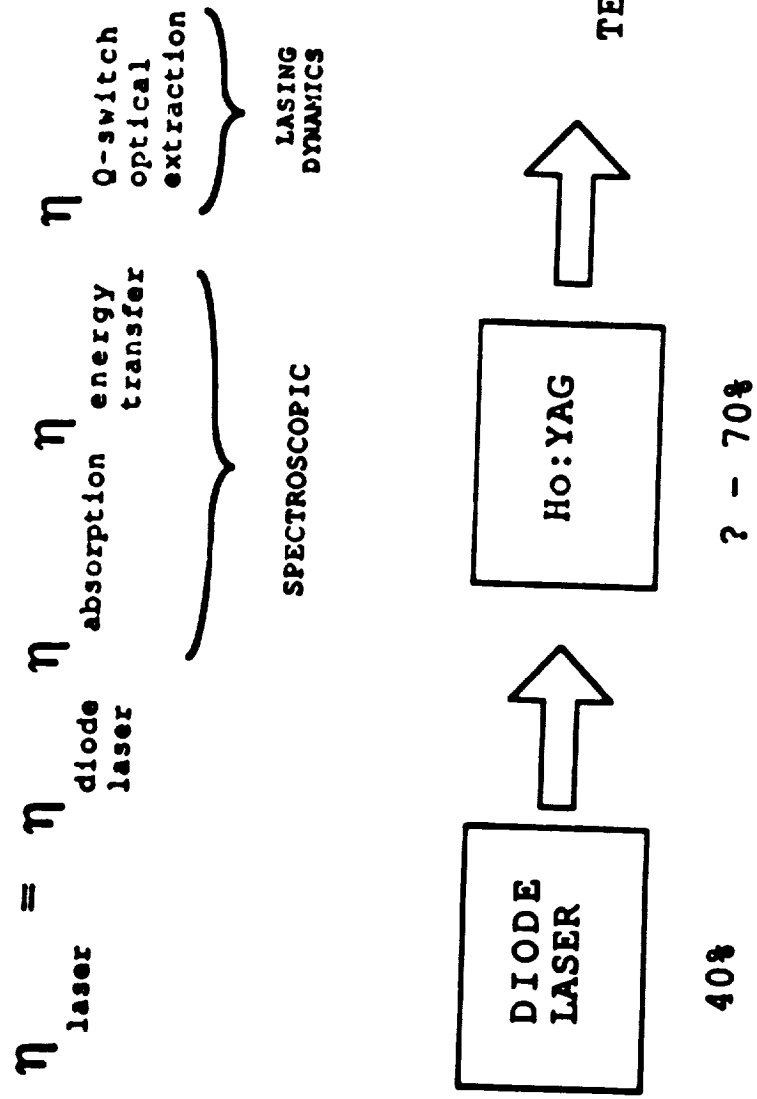 η laser = η diode laser η absorption η energy transfer η Q-switch optical extraction
SPECTROSCOPIC
LASING
DYNAMICS
DIODE
LASER
Ho:YAG
TE
40%
? - 70%